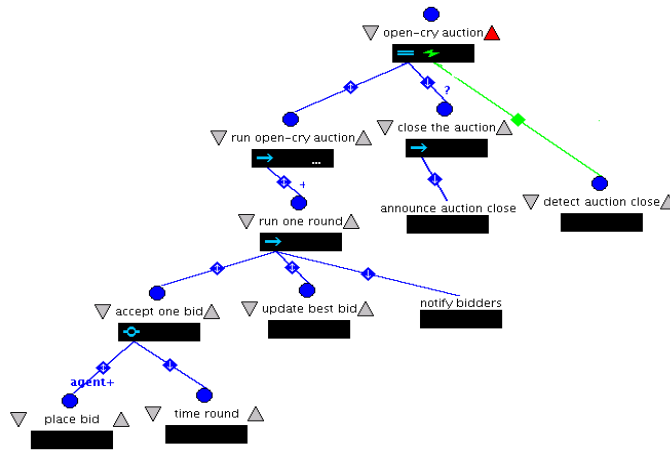 open-cry auction
?
run open-cry auction
close the auction
...
+
announce auction close
detect auction close
run one round
accept one bid
update best bid
notify bidders
agent+
place bid
time round